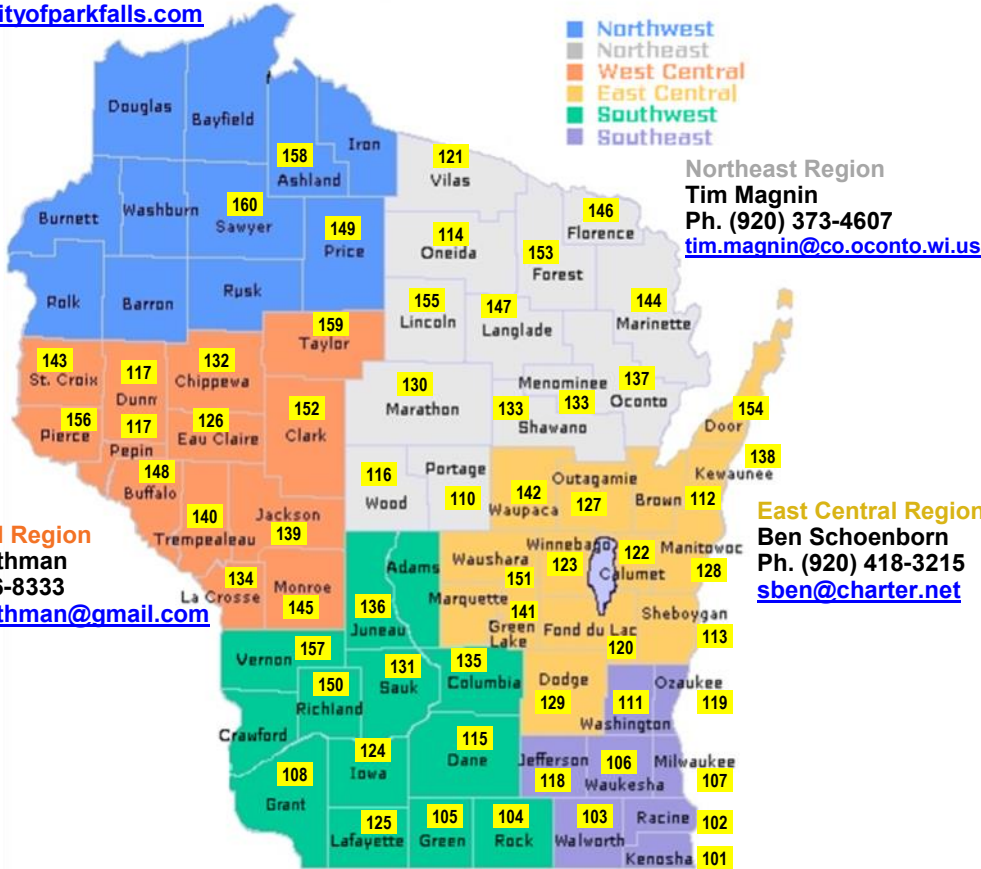 ityofparkfalls.com
Northwest
Northeast
West Central
East Central
Southwest
Southeast
Northeast Region
Tim Magnin
Ph. (920) 373-4607
tim.magnin@co.oconto.wi.us
Douglas
Bayfield
Iron
158
Ashland
121
Vilas
Burnett
Washburn
160
Sawyer
149
Price
114
Oneida
146
Florence
153
Forest
Polk
Barron
Rusk
155
Lincoln
147
Langlade
144
Marinette
159
Taylor
143
St. Croix
117
Dunn
132
Chippewa
130
Marathon
Menominee
133
133
Shawano
137
Oconto
156
Pierce
117
Pepin
126
Eau Claire
152
Clark
154
Door
138
Kewaunee
148
Buffalo
116
Wood
Portage
110
142
Waupaca
Outagamie
127
Brown
112
140
Trempealeau
Jackson
139
l Region
thman
6-8333
thman@gmail.com
East Central Region
Ben Schoenborn
Ph. (920) 418-3215
sben@charter.net
134
La Crosse
Monroe
145
Adams
136
Juneau
Waushara
151
Winnebago
123
122
Calumet
Manitowoc
128
Marquette
141
Green
Lake
Fond du Lac
120
Sheboygan
113
Vernon
157
150
Richland
131
Sauk
135
Columbia
Dodge
129
111
Washington
Ozaukee
119
Crawford
108
Grant
124
Iowa
115
Dane
Jefferson
118
106
Waukesha
Milwaukee
107
125
Lafayette
105
Green
104
Rock
103
Walworth
Racine
102
Kenosha
101